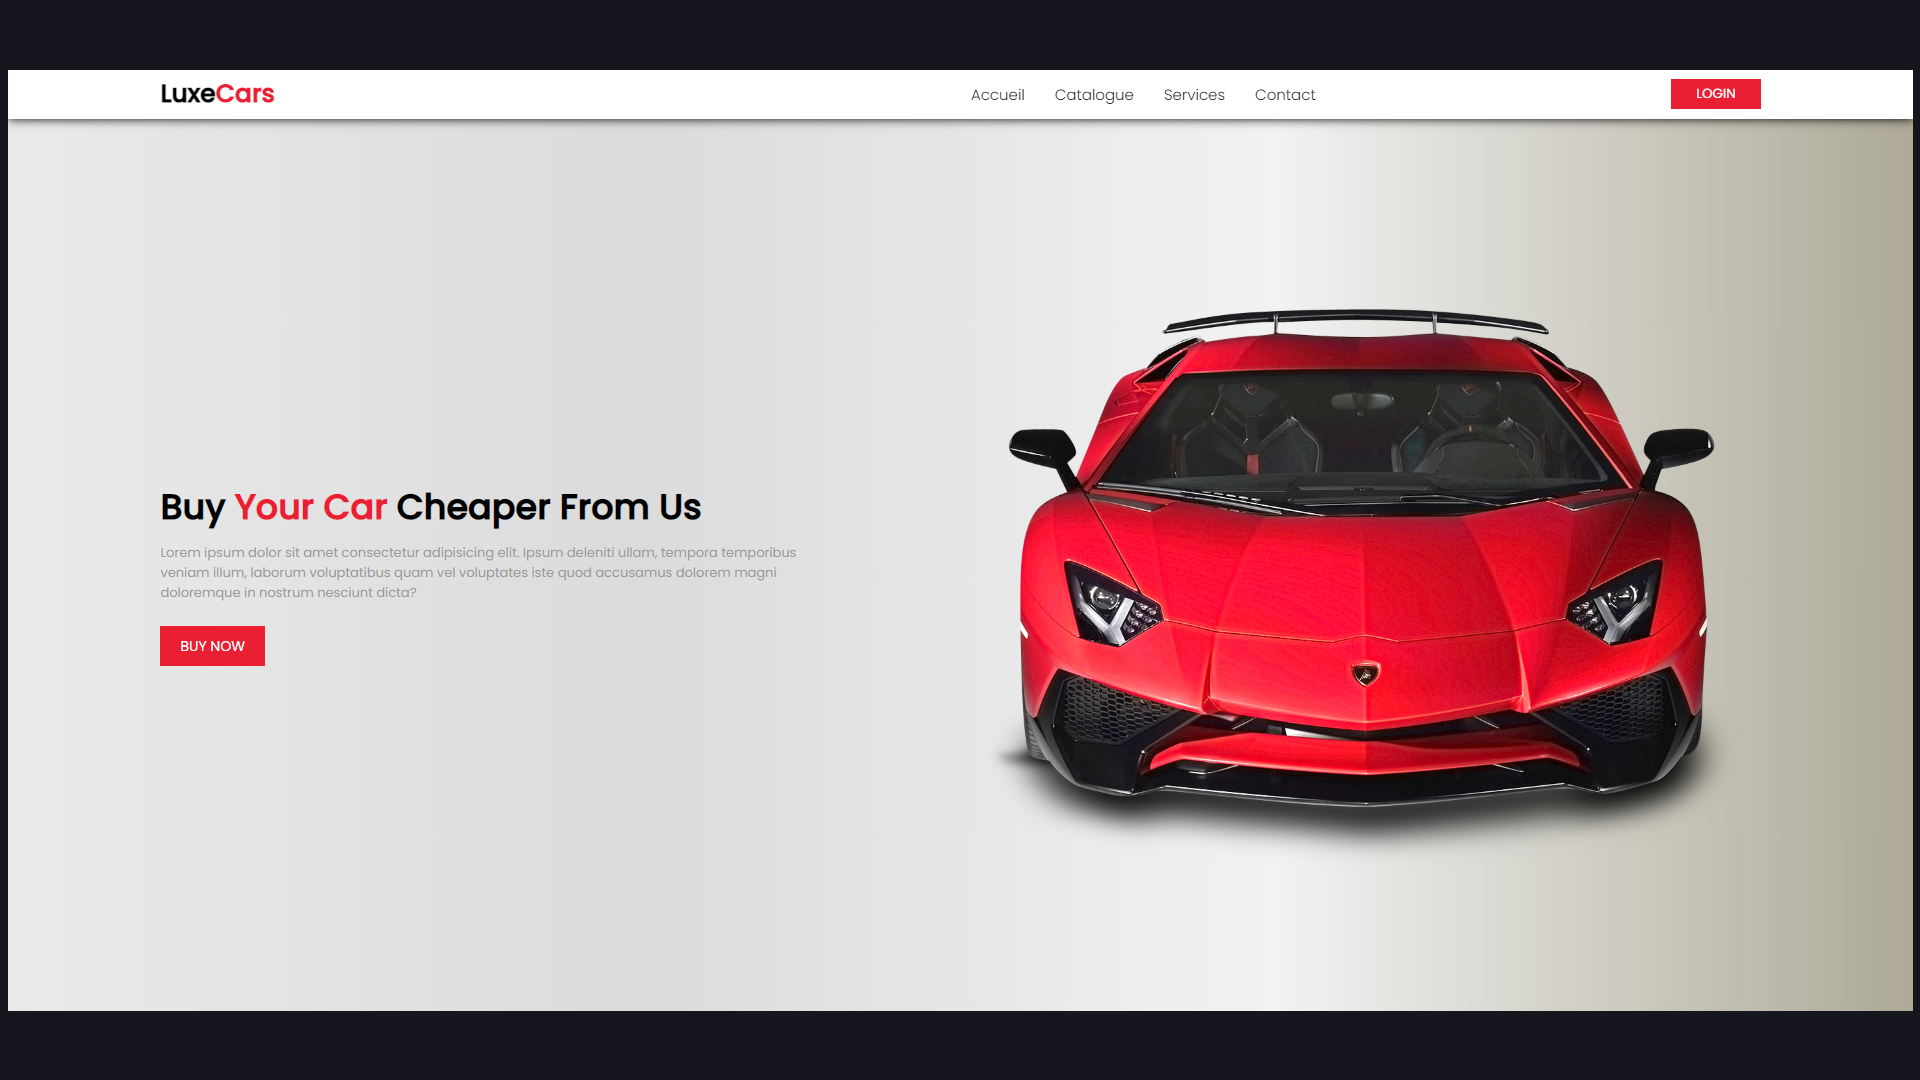 LuxeCars
Accueil Catalogue Services Contact
LOGIN
Buy Your Car Cheaper From Us
Lorem ipsum dolor sit amet consectetur adipisicing elit. Ipsum deleniti ullam, tempora temporibus
veniam illum, laborum voluptatibus quam vel voluptates iste quod accusamus dolorem magni
doloremque in nostrum nesciunt dicta?
BUY NOW